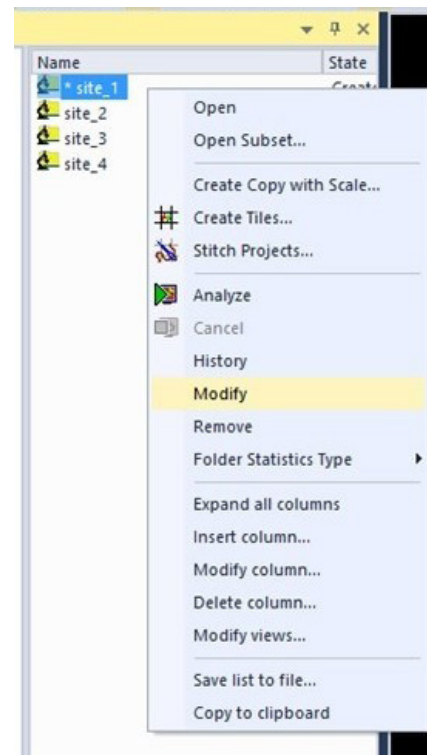 Name State
* site_1 Create
site_2
site_3
site_4
Open
Open Subset...
Create Copy with Scale...
Create Tiles...
Stitch Projects...
Analyze
Cancel
History
Modify
Remove
Folder Statistics Type
Expand all columns
Insert column...
Modify column...
Delete column...
Modify views...
Save list to file...
Copy to clipboard